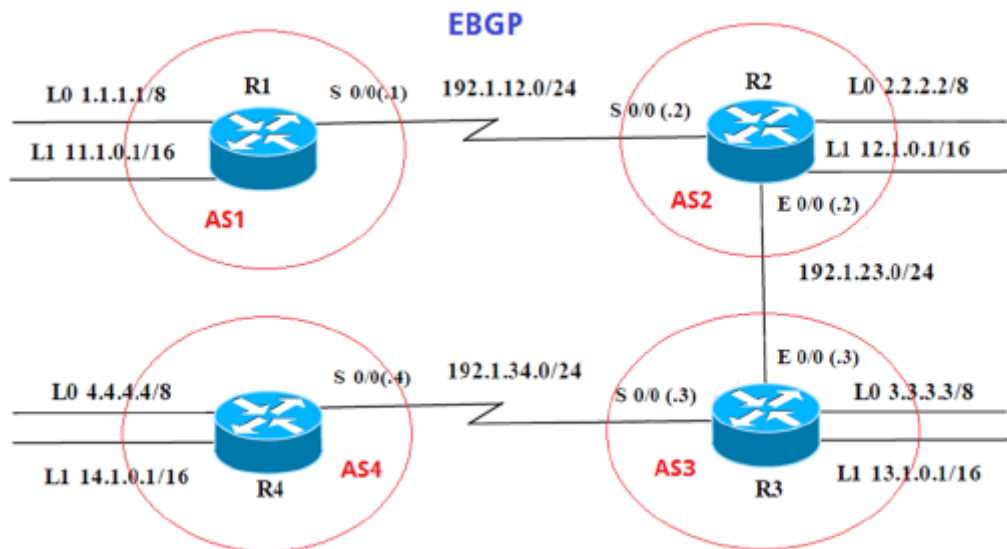 EBGP
R1
L0 1.1.1.1/8
S 0/0(.1)
192.1.12.0/24
L1 11.1.0.1/16
AS1
R2
S 0/0 (.2)
L0 2.2.2.2/8
L1 12.1.0.1/16
AS2
E 0/0 (.2)
192.1.23.0/24
L0 4.4.4.4/8
S 0/0(.4)
192.1.34.0/24
L1 14.1.0.1/16
R4
AS4
E 0/0 (.3)
S 0/0 (.3)
L0 3.3.3.3/8
AS3
R3
L1 13.1.0.1/16